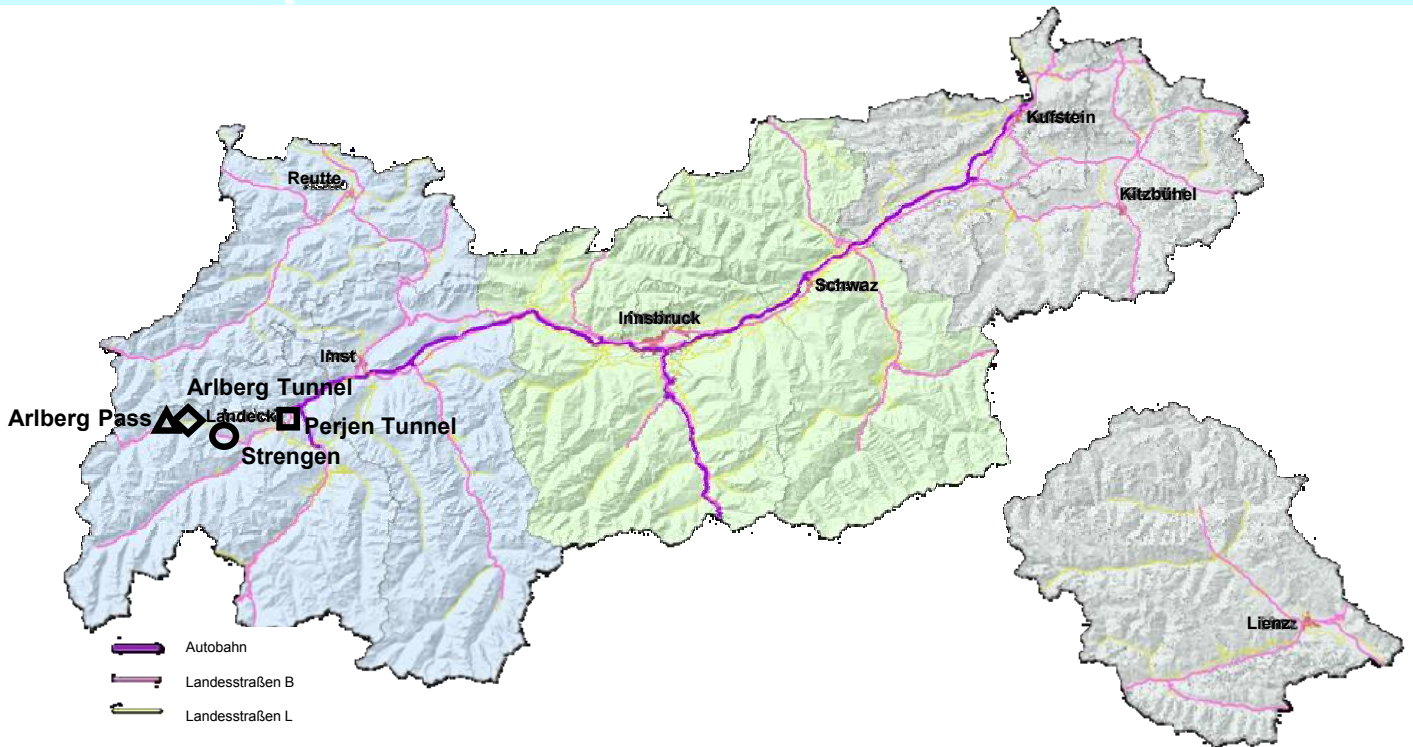 Kufstein
Reutte
Kitzbühel
Schwaz
Innsbruck
Imst
Arlberg Tunnel
Arlberg Pass
Landeck
Perjen Tunnel
Strengen
Lienz
Autobahn
Landesstraßen B
Landesstraßen L